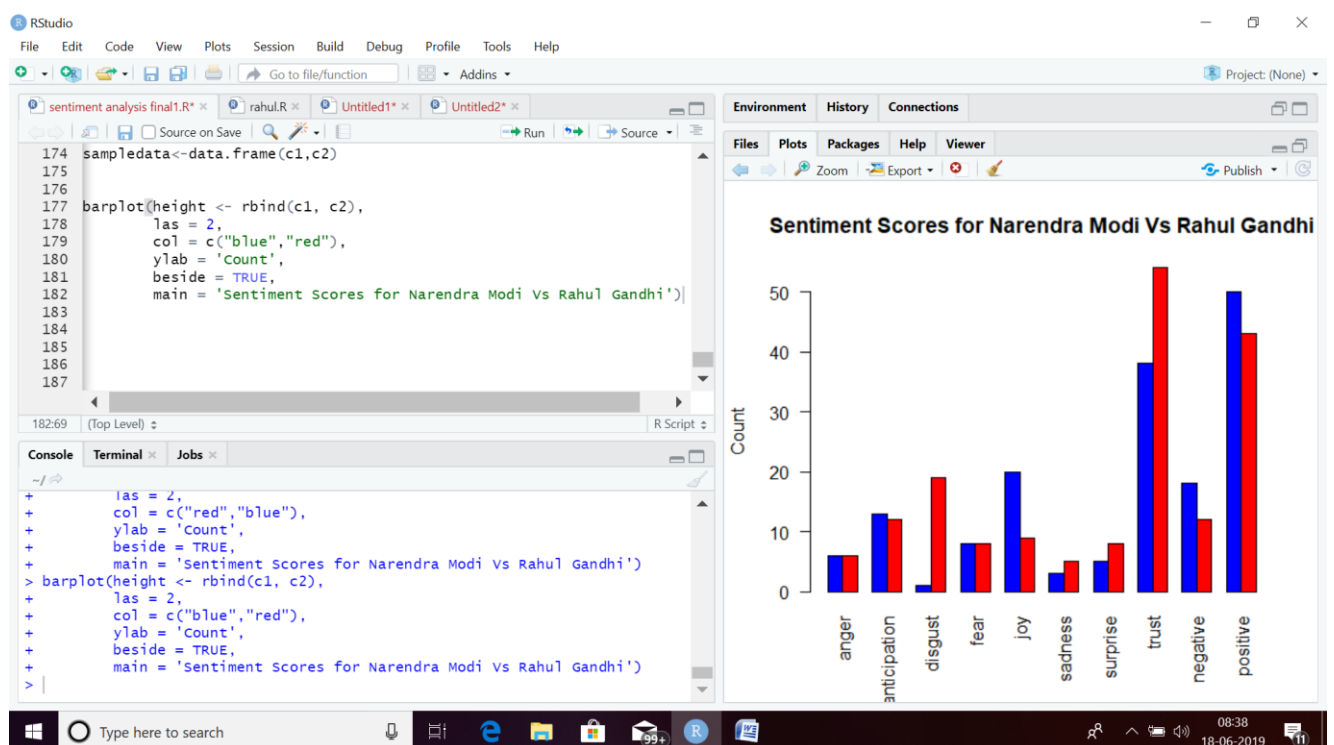 RStudio
File Edit Code View Plots Session Build Debug Profile Tools Help
Go to file/function Addins Project: (None)
sentiment analysis final1.R* rahul.R Untitled1* Untitled2*
Source on Save Run Source
174 sampledata<-data.frame(c1,c2)
175
176
177 barplot(height <- rbind(c1, c2),
178 las = 2,
179 col = c("blue","red"),
180 ylab = 'Count',
181 beside = TRUE,
182 main = 'Sentiment Scores for Narendra Modi Vs Rahul Gandhi')
183
184
185
186
187
182:69 (Top Level) R Script
Console Terminal Jobs
~/
+ las = 2,
+ col = c("red","blue"),
+ ylab = 'Count',
+ beside = TRUE,
+ main = 'Sentiment Scores for Narendra Modi Vs Rahul Gandhi')
> barplot(height <- rbind(c1, c2),
+ las = 2,
+ col = c("blue","red"),
+ ylab = 'Count',
+ beside = TRUE,
+ main = 'Sentiment Scores for Narendra Modi Vs Rahul Gandhi')
>
Environment History Connections
Files Plots Packages Help Viewer
Zoom Export Publish
Sentiment Scores for Narendra Modi Vs Rahul Gandhi
50
40
30
20
10
0
Count
anger
nticipation
disgust
fear
joy
sadness
surprise
trust
negative
positive
Type here to search
99+
R
08:38
18-06-2019
11